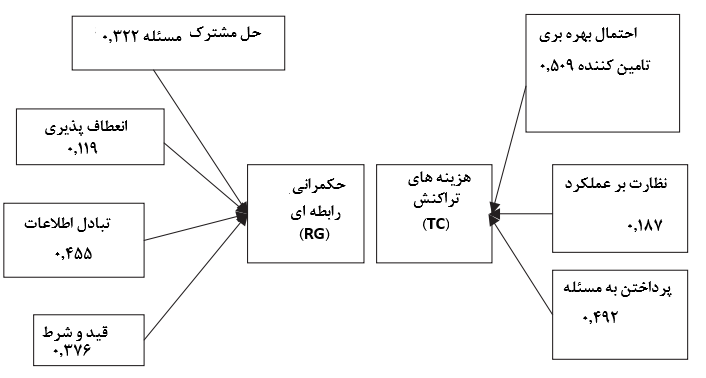 حل مشترک مسئله ۰,۳۲۲
انعطاف پذیری
۰,۱۱۹
تبادل اطلاعات
۰,۴۵۵
قید و شرط
۰,۳۷۶
حکمرانی
رابطه ای
(RG)
هزینه های
تراکنش
(TC)
احتمال بهره بری
تامین کننده ۰,۵۰۹
نظارت بر عملکرد
۰,۱۸۷
پرداختن به مسئله
۰,۴۹۲